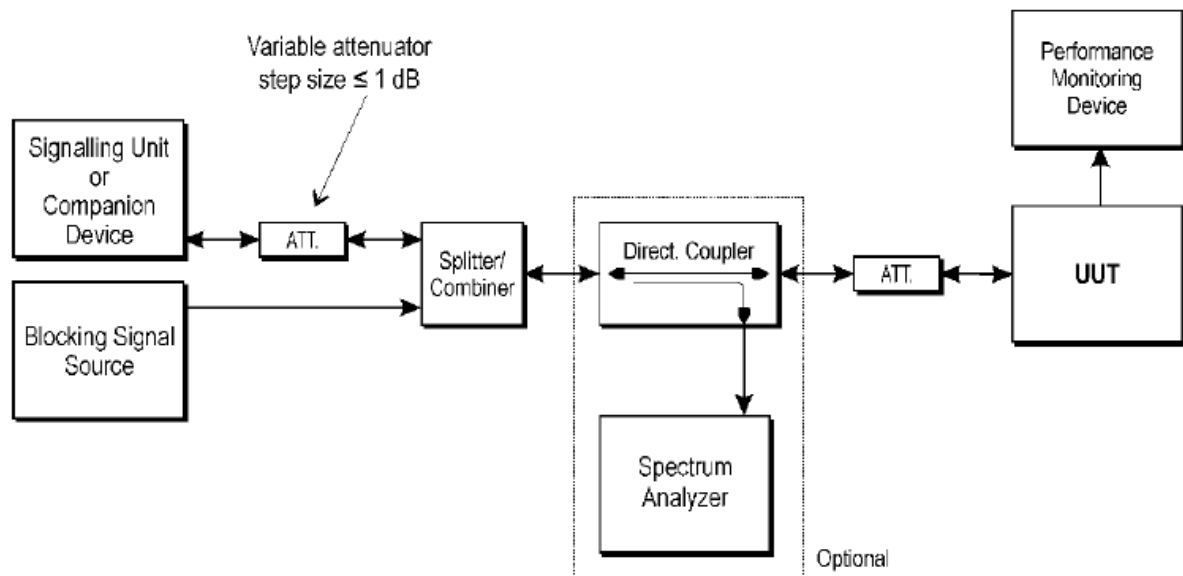 Variable attenuator
step size ≤ 1 dB
Performance
Monitoring
Device
Signalling Unit
or
Companion
Device
ATT.
Splitter/
Combiner
Direct. Coupler
ATT.
UUT
Blocking Signal
Source
Spectrum
Analyzer
Optional